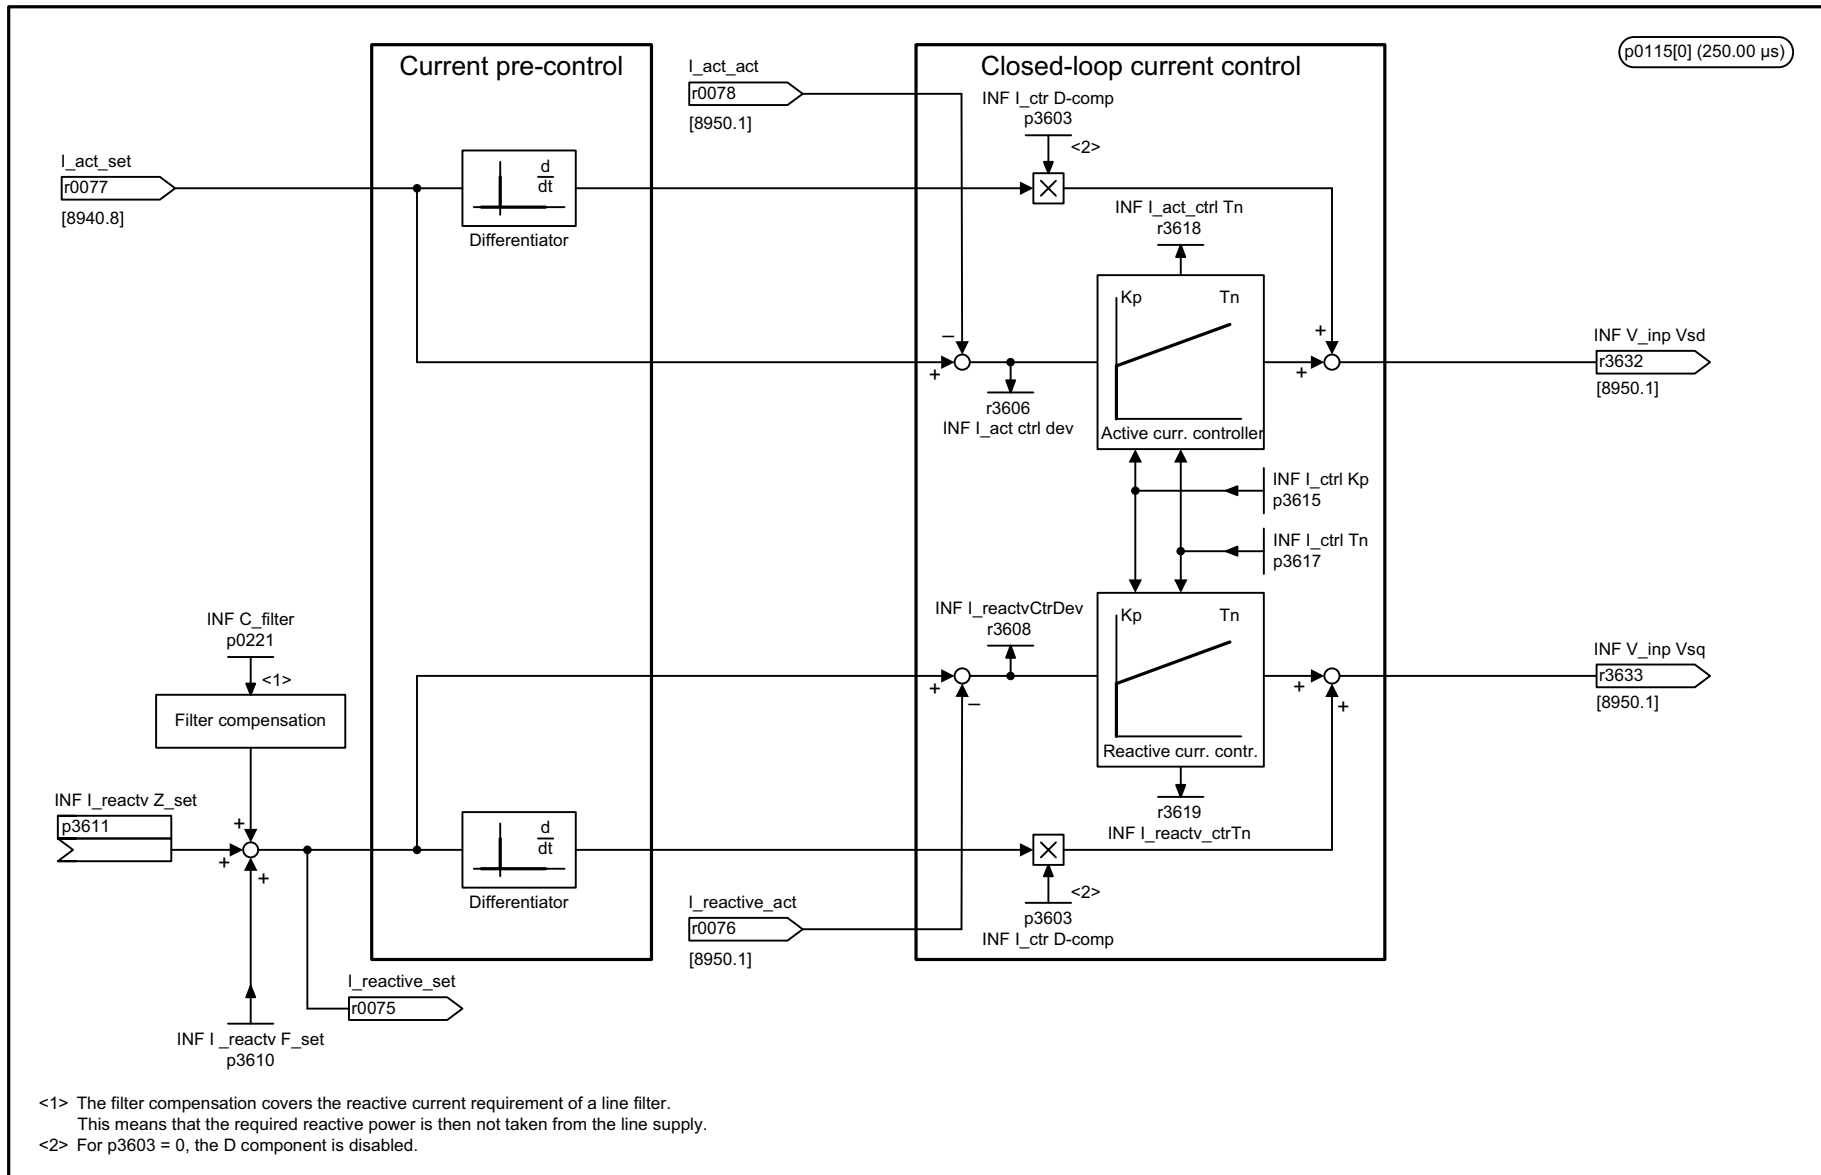 Current pre-control
Closed-loop current control
p0115[0] (250.00 µs)
I_act_act
r0078
[8950.1]
INF I_ctr D-comp
p3603
<2>
I_act_set
r0077
[8940.8]
d
dt
Differentiator
×
INF I_act_ctrl Tn
r3618
Kp
Tn
Active curr. controller
–
+
+
+
r3606
INF I_act ctrl dev
INF V_inp Vsd
r3632
[8950.1]
INF I_ctrl Kp
p3615
INF I_ctrl Tn
p3617
INF I_reactvCtrDev
r3608
Kp
Tn
Reactive curr. contr.
+
–
+
+
INF V_inp Vsq
r3633
[8950.1]
r3619
INF I_reactv_ctrTn
INF C_filter
p0221
<1>
Filter compensation
INF I_reactv Z_set
p3611
+
+
+
d
dt
Differentiator
×
<2>
p3603
INF I_ctr D-comp
I_reactive_act
r0076
[8950.1]
I_reactive_set
r0075
INF I _reactv F_set
p3610
<1> The filter compensation covers the reactive current requirement of a line filter.
This means that the required reactive power is then not taken from the line supply.
<2> For p3603 = 0, the D component is disabled.